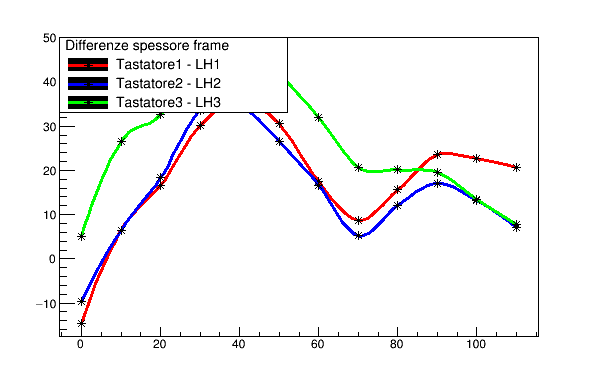 Differenze spessore frame
Tastatore1 - LH1
Tastatore2 - LH2
Tastatore3 - LH3
50
40
30
20
10
0
−10
0 20 40 60 80 100